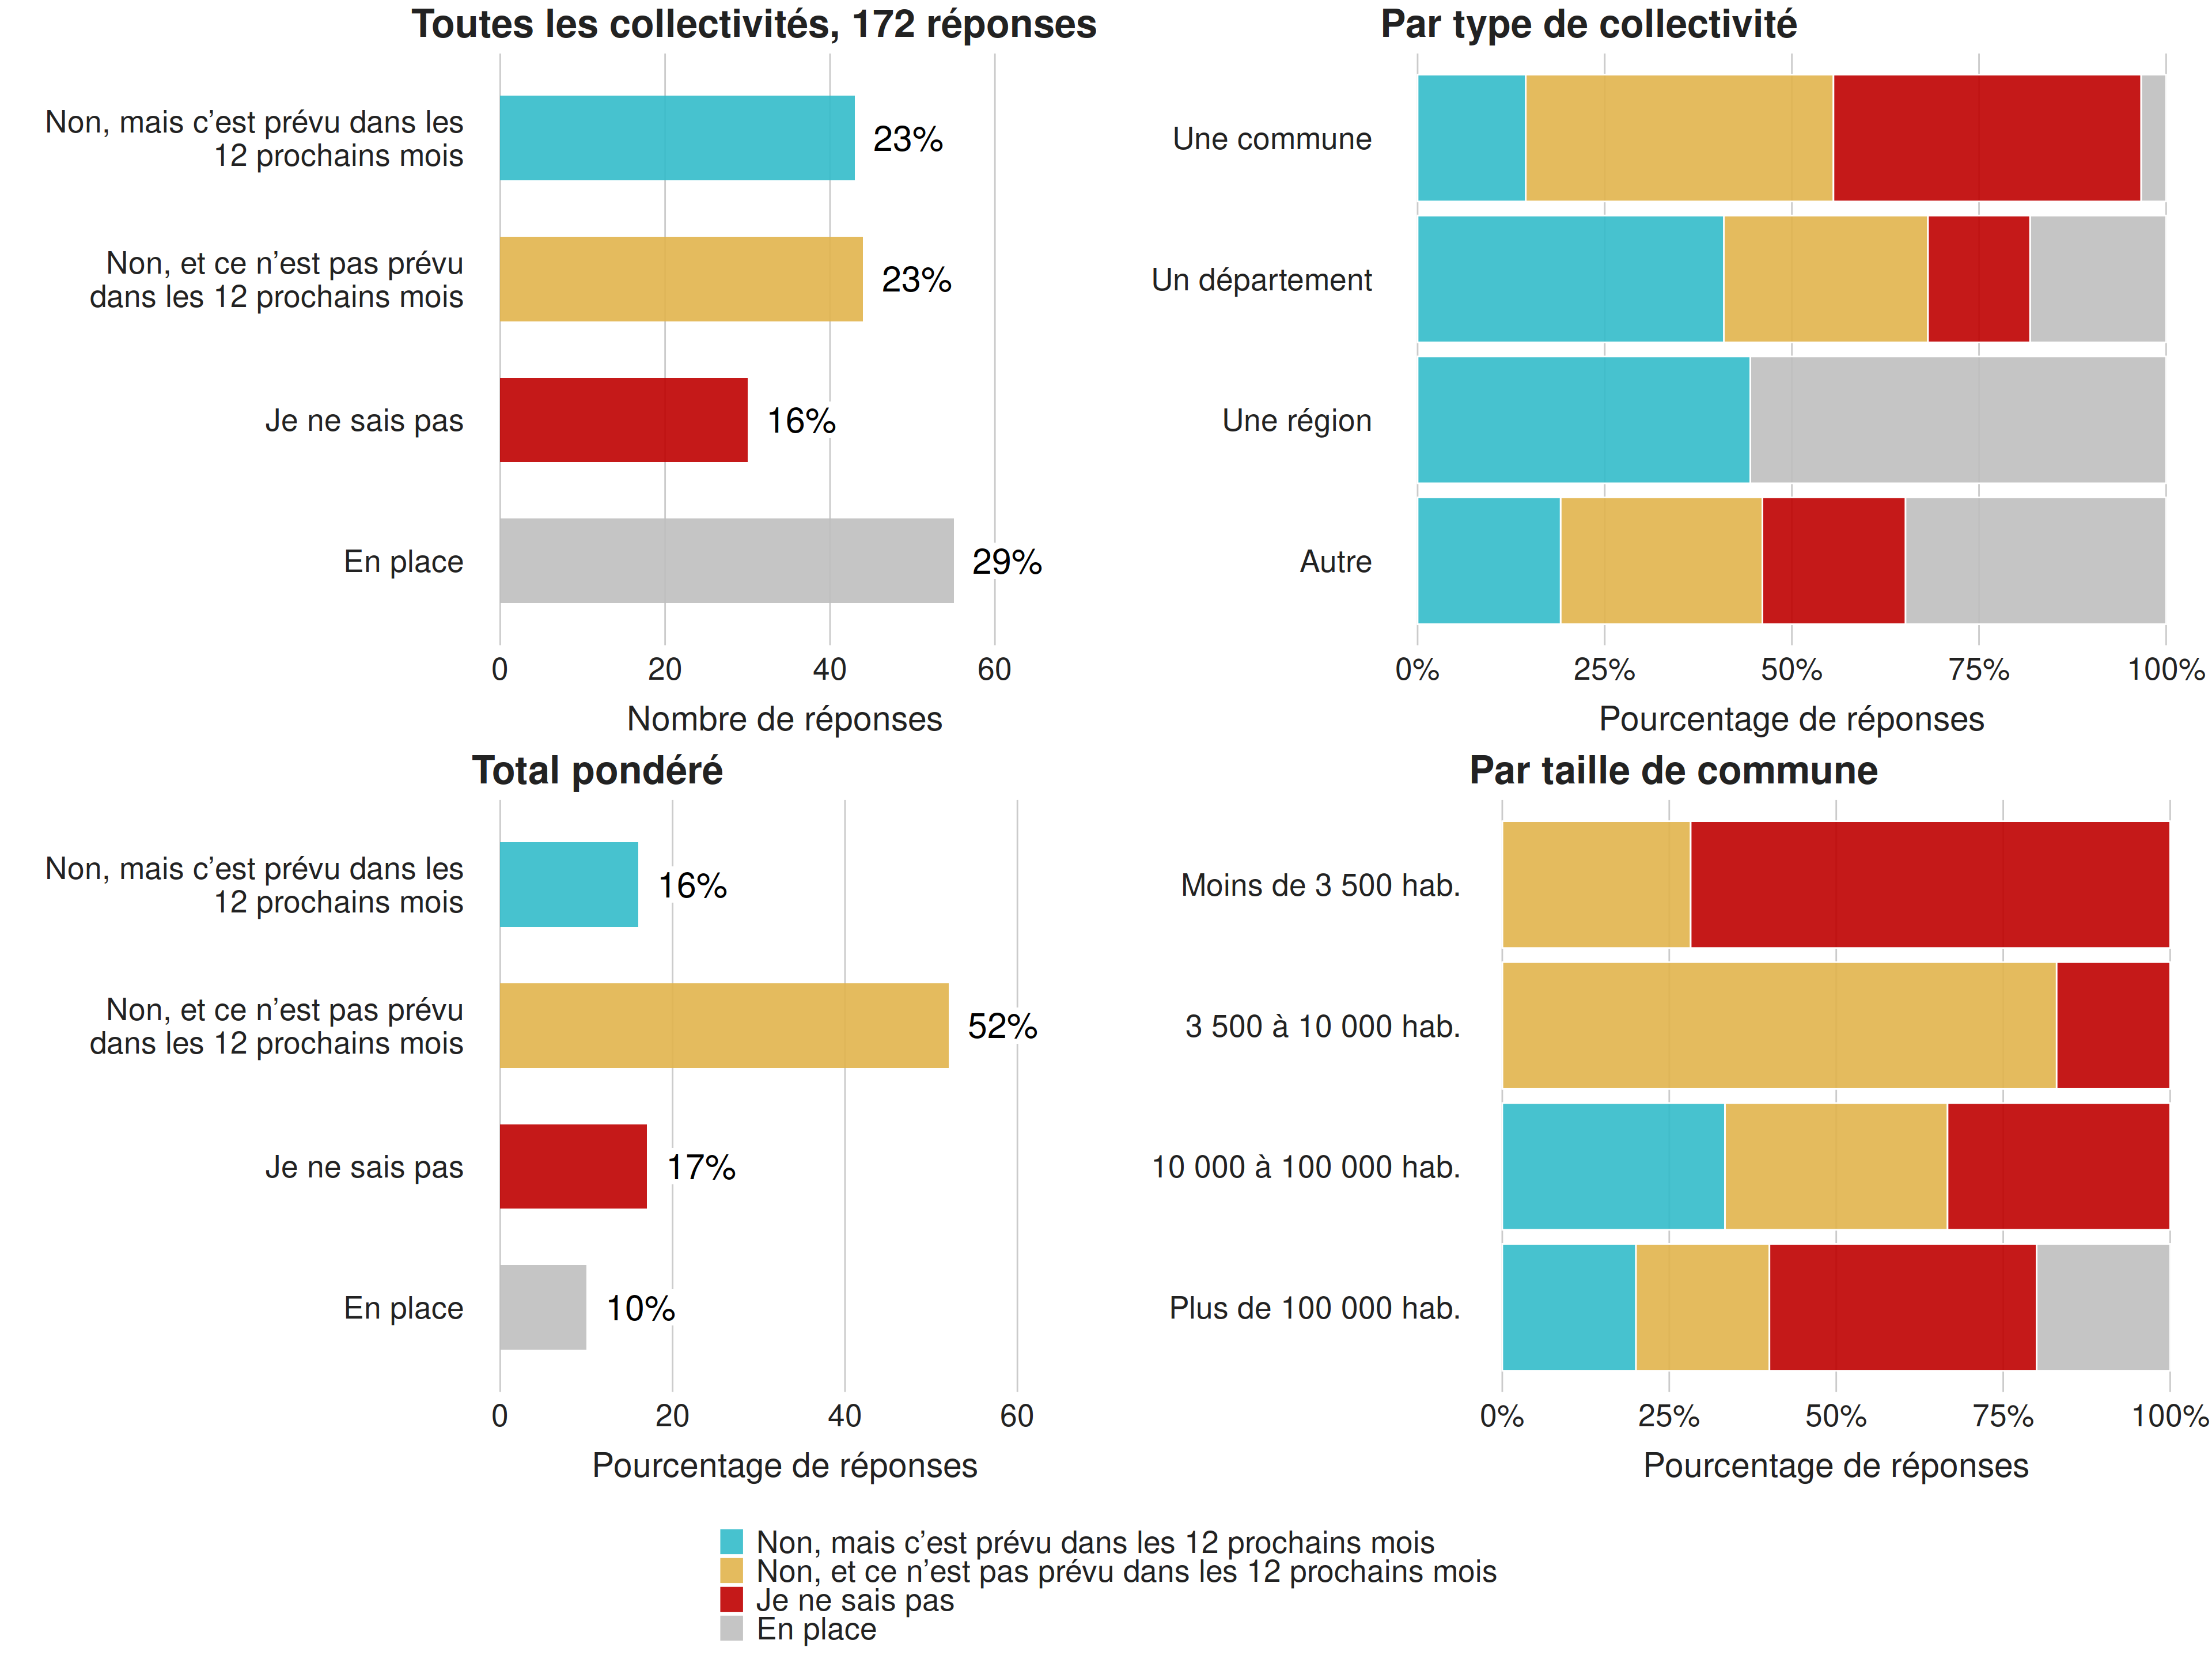 Toutes les collectivités, 172 réponses
Non, mais c’est prévu dans les
12 prochains mois
23%
Non, et ce n’est pas prévu
dans les 12 prochains mois
23%
Je ne sais pas
16%
En place
29%
0 20 40 60
Nombre de réponses
Par type de collectivité
Une commune
Un département
Une région
Autre
0% 25% 50% 75% 100%
Pourcentage de réponses
Total pondéré
Non, mais c’est prévu dans les
12 prochains mois
16%
Non, et ce n’est pas prévu
dans les 12 prochains mois
52%
Je ne sais pas
17%
En place
10%
0 20 40 60
Pourcentage de réponses
Par taille de commune
Moins de 3 500 hab.
3 500 à 10 000 hab.
10 000 à 100 000 hab.
Plus de 100 000 hab.
0% 25% 50% 75% 100%
Pourcentage de réponses
Non, mais c’est prévu dans les 12 prochains mois
Non, et ce n’est pas prévu dans les 12 prochains mois
Je ne sais pas
En place